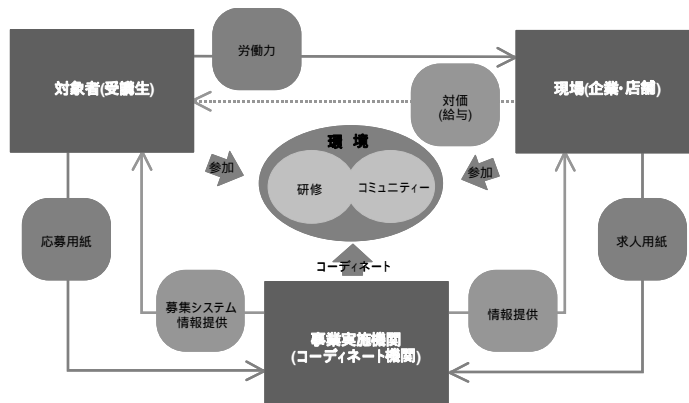 労働力
対象者(受講生)
現場(企業・店舗)
対価
(給与)
環 境
参加
参加
研修
コミュニティー
応募用紙
求人用紙
コーディネート
募集システム
情報提供
情報提供
事業実施機関
(コーディネート機関)